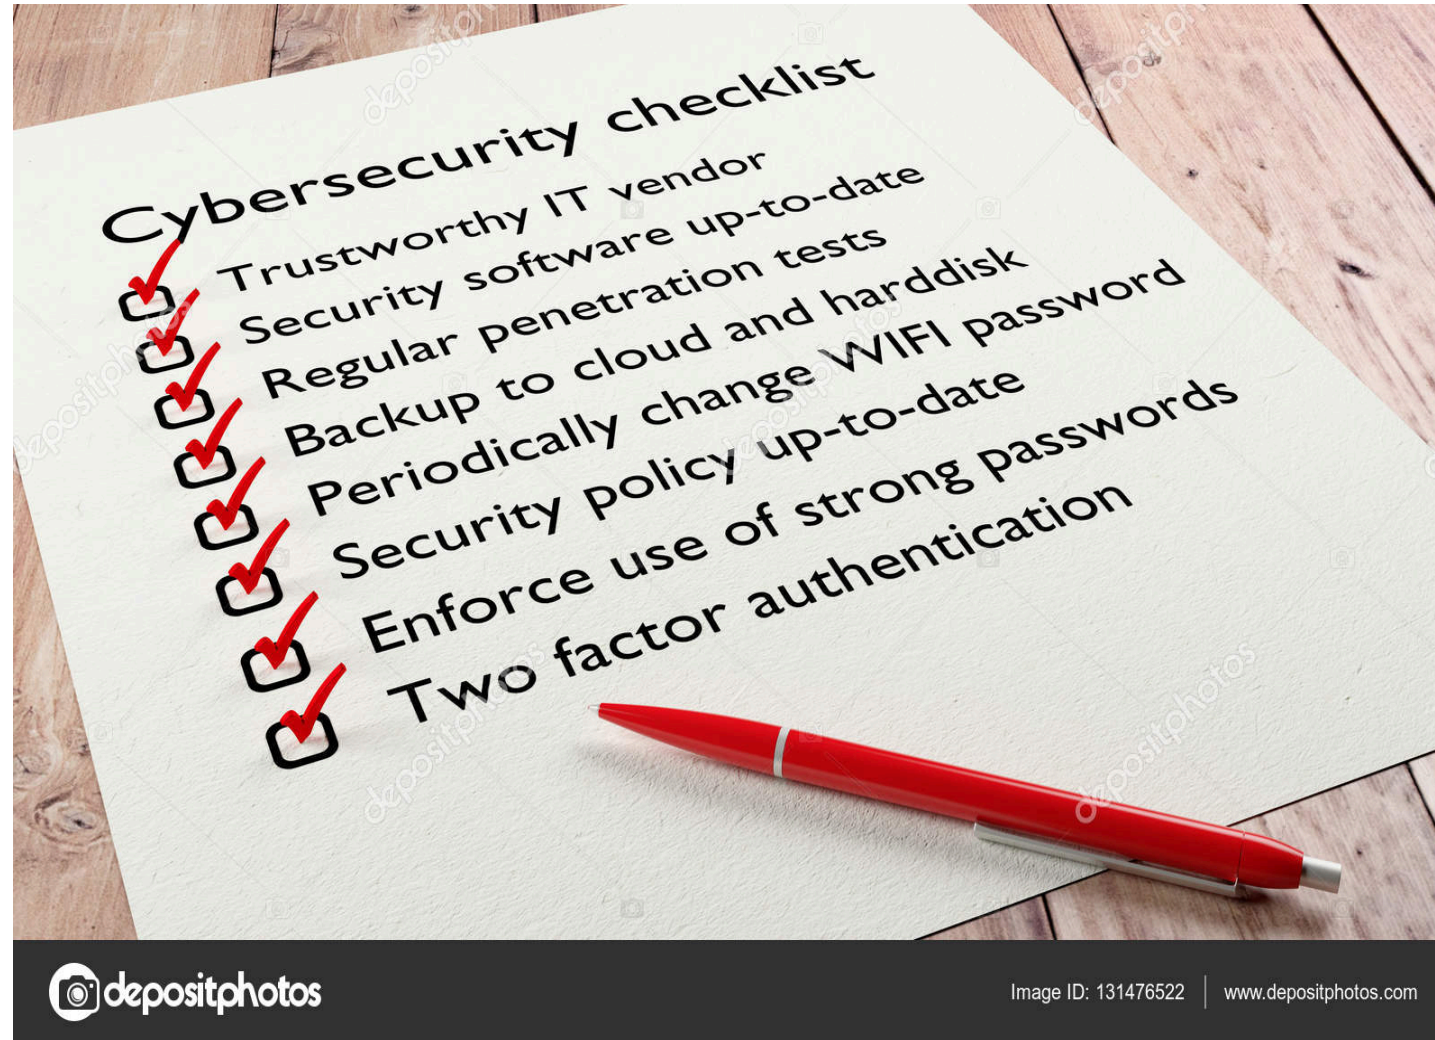 Cybersecurity checklist
Trustworthy IT vendor
Security software up-to-date
Regular penetration tests
Backup to cloud and harddisk
Periodically change WIFI password
Security policy up-to-date
Enforce use of strong passwords
Two factor authentication
depositphotos
Image ID: 131476522
www.depositphotos.com